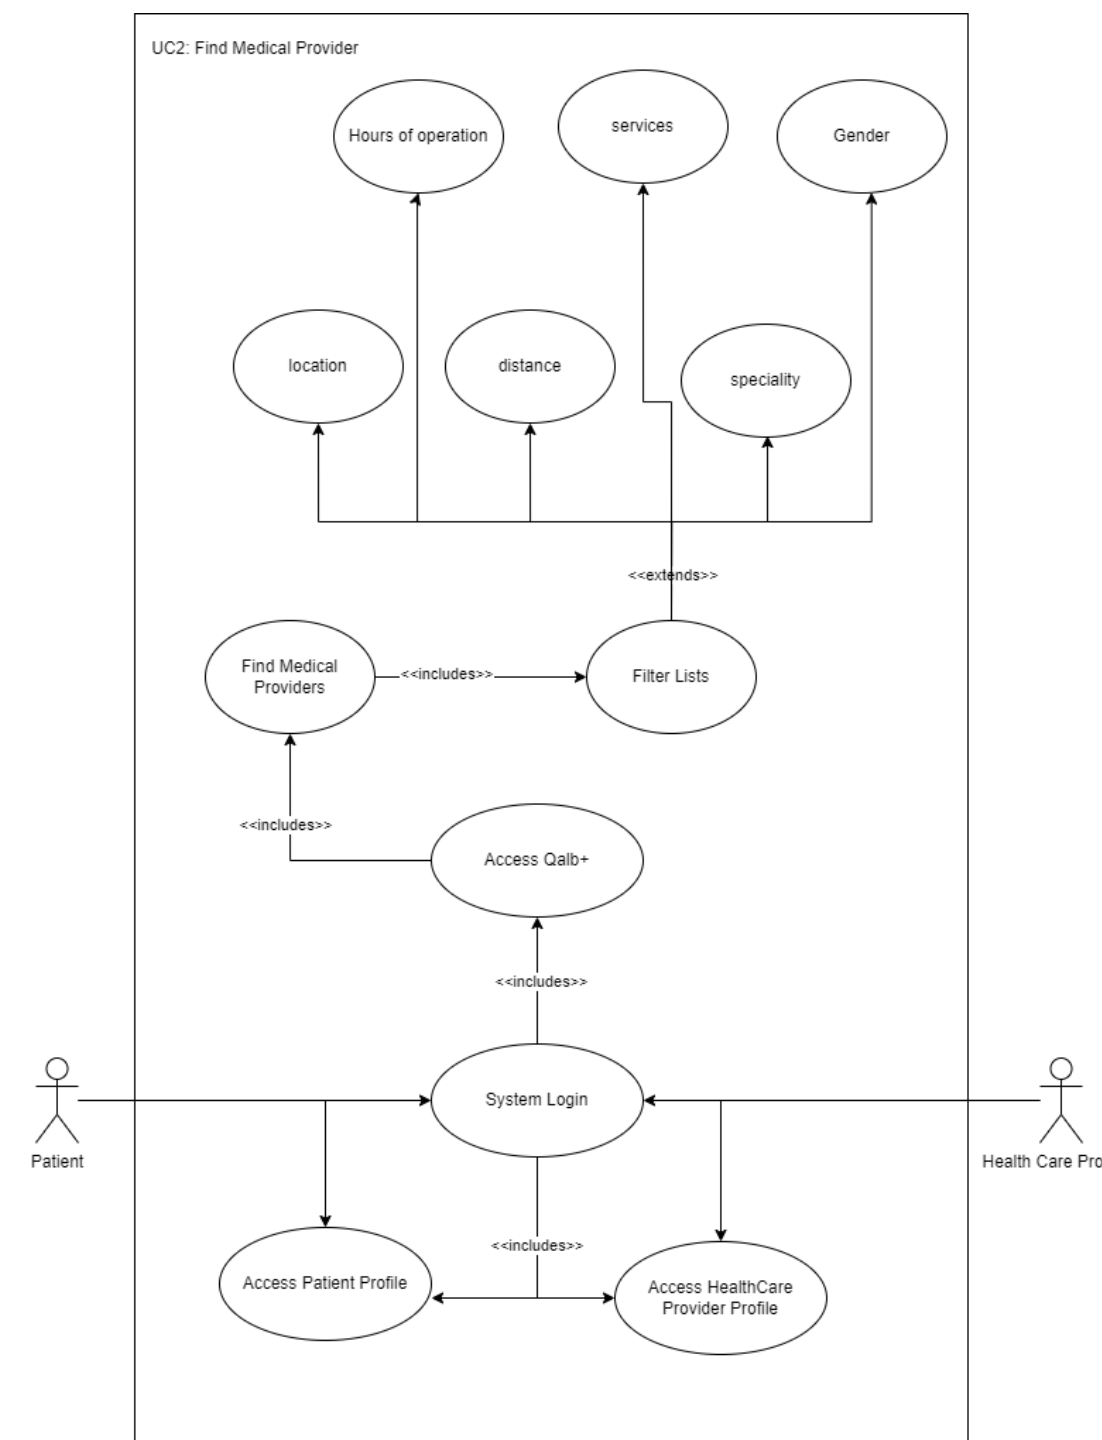 UC2: Find Medical Provider
Hours of operation
services
Gender
location
distance
speciality
<<extends>>
Find Medical
Providers
<<includes>>
Filter Lists
<<includes>>
Access Qalb+
<<includes>>
System Login
Patient
Health Care Pro
<<includes>>
Access Patient Profile
Access HealthCare
Provider Profile